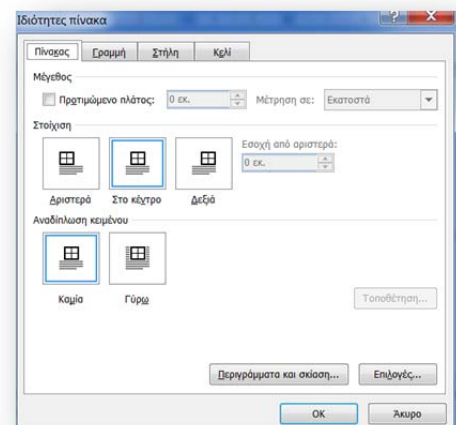 Ιδιότητες πίνακα
Πίνακας Γραμμή Στήλη Κελί
Μέγεθος
Προτιμώμενο πλάτος: 0 εκ. Μέτρηση σε: Εκατοστά
Στοίχιση
Εσοχή από αριστερά:
0 εκ.
Αριστερά Στο κέντρο Δεξιά
Αναδίπλωση κειμένου
Καμία Γύρω
Τοποθέτηση...
Περιγράμματα και σκίαση... Επιλογές...
OK Άκυρο